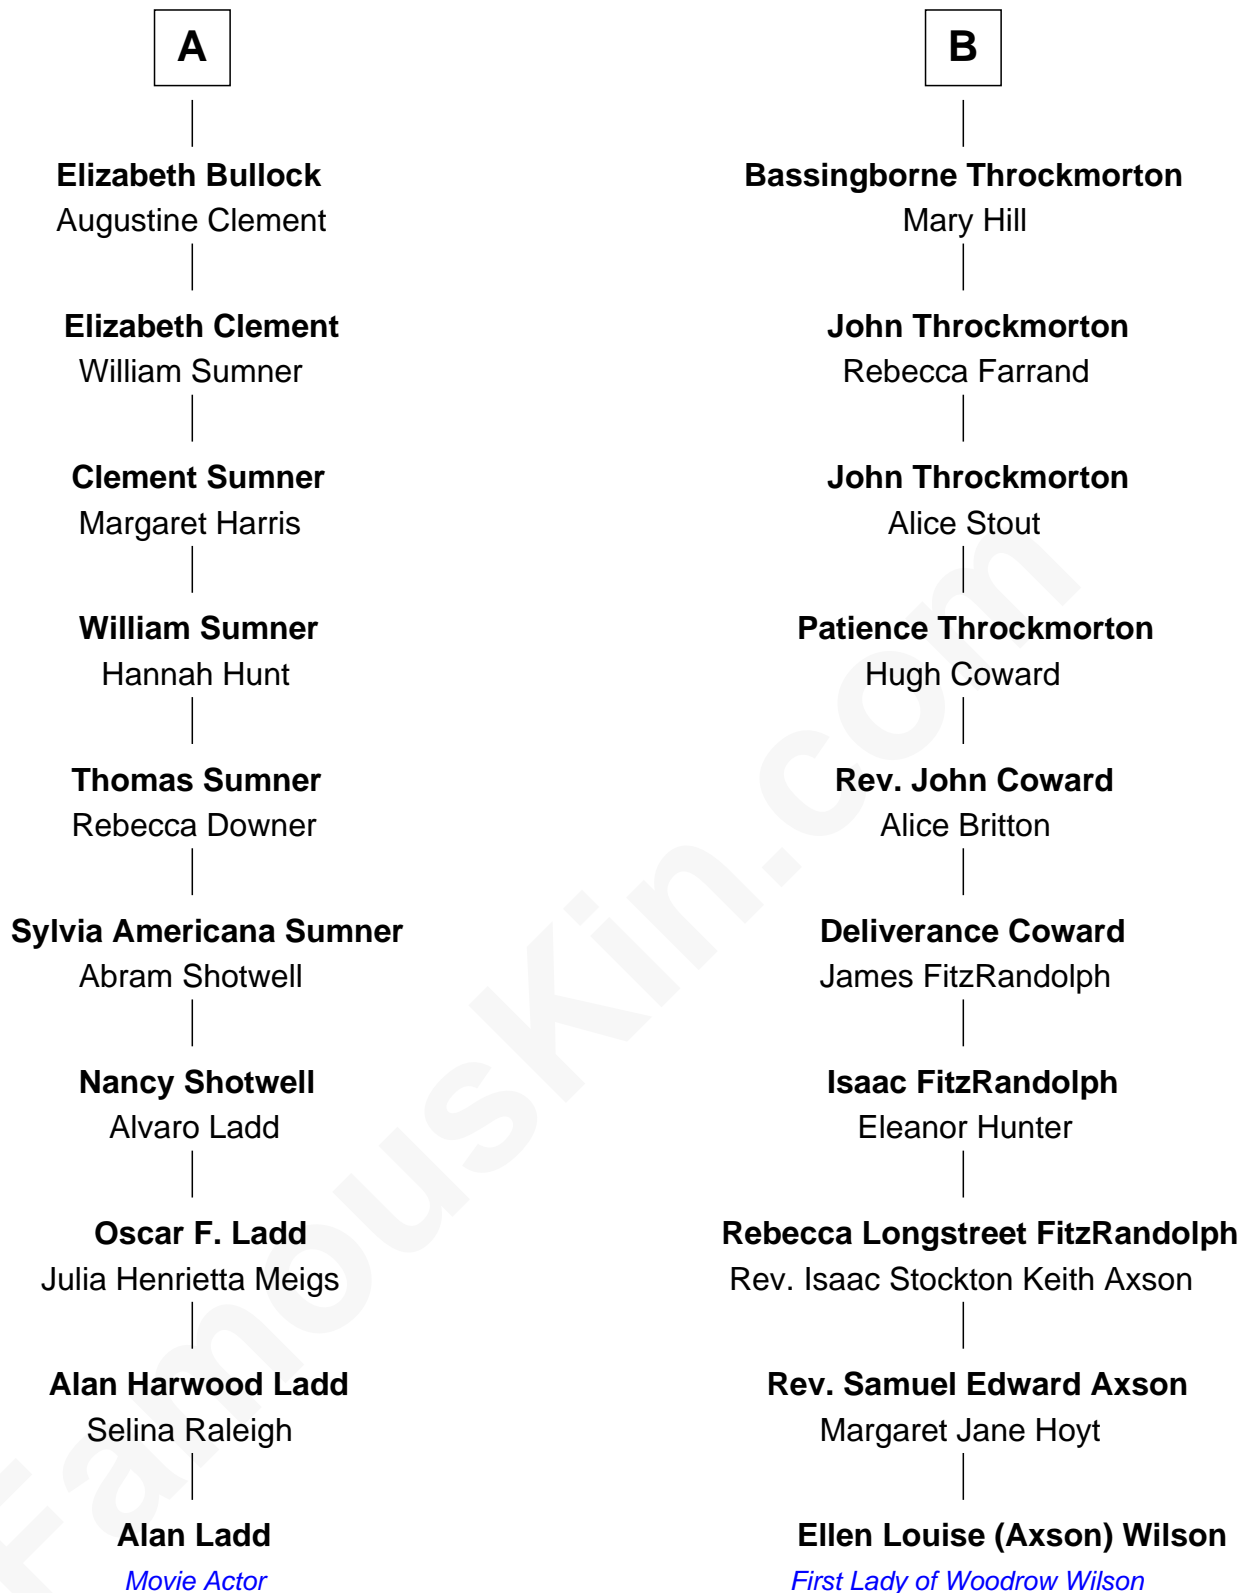 A
Elizabeth Bullock
Augustine Clement
Elizabeth Clement
William Sumner
Clement Sumner
Margaret Harris
William Sumner
Hannah Hunt
Thomas Sumner
Rebecca Downer
Sylvia Americana Sumner
Abram Shotwell
Nancy Shotwell
Alvaro Ladd
Oscar F. Ladd
Julia Henrietta Meigs
Alan Harwood Ladd
Selina Raleigh
Alan Ladd
Movie Actor
B
Bassingborne Throckmorton
Mary Hill
John Throckmorton
Rebecca Farrand
John Throckmorton
Alice Stout
Patience Throckmorton
Hugh Coward
Rev. John Coward
Alice Britton
Deliverance Coward
James FitzRandolph
Isaac FitzRandolph
Eleanor Hunter
Rebecca Longstreet FitzRandolph
Rev. Isaac Stockton Keith Axson
Rev. Samuel Edward Axson
Margaret Jane Hoyt
Ellen Louise (Axson) Wilson
First Lady of Woodrow Wilson
FamousKin.com